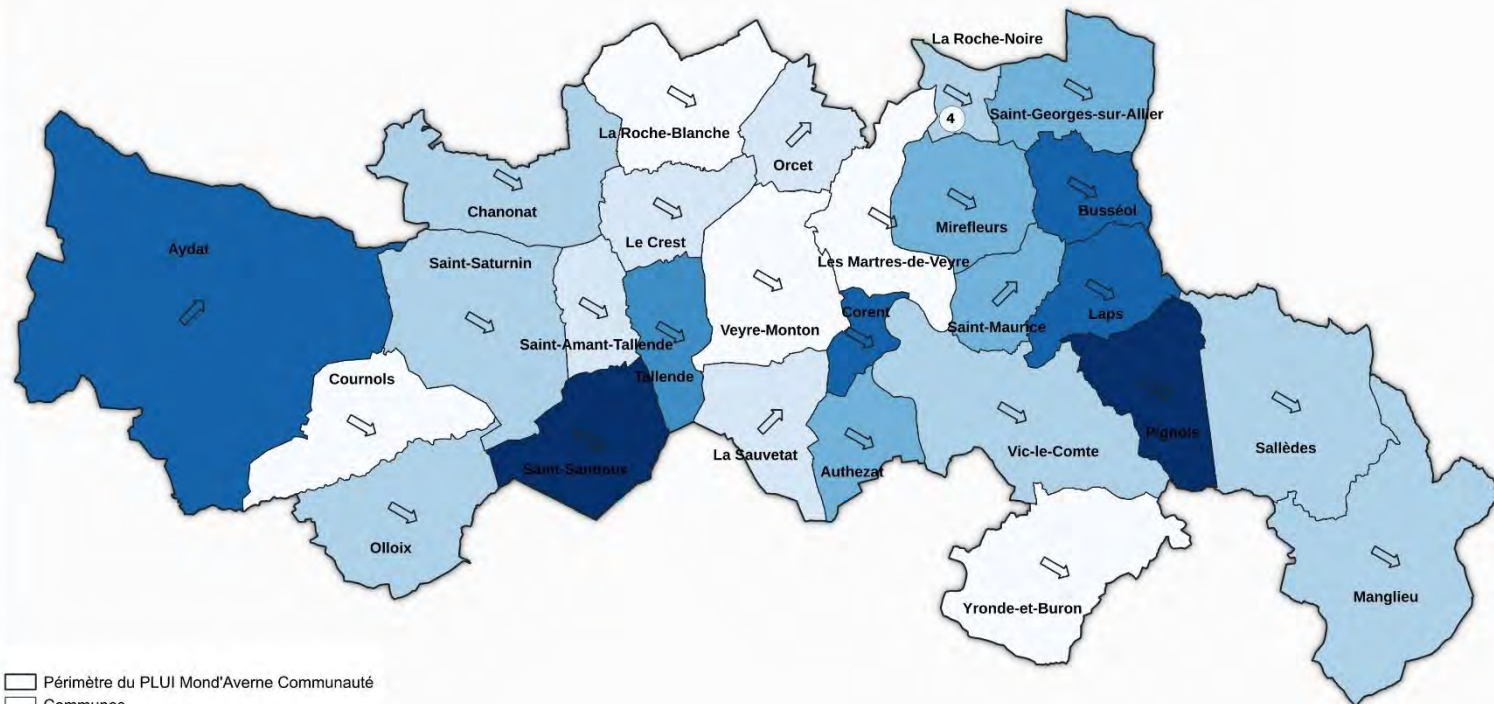 La Roche-Noire
4
Saint-Georges-sur-Allier
La Roche-Blanche
Orcet
Chanonat
Busséol
Mirefleurs
Le Crest
Aydat
Saint-Saturnin
Les Martres-de-Veyre
Corent
Laps
Saint-Maurice
Veyre-Monton
Saint-Amant-Tallende
Cournols
Tallende
Pignols
Sallèdes
La Sauvetat
Vic-le-Comte
Saint-Sandoux
Authezat
Olloix
Manglieu
Yronde-et-Buron
Périmètre du PLUI Mond'Averne Communauté
Communes